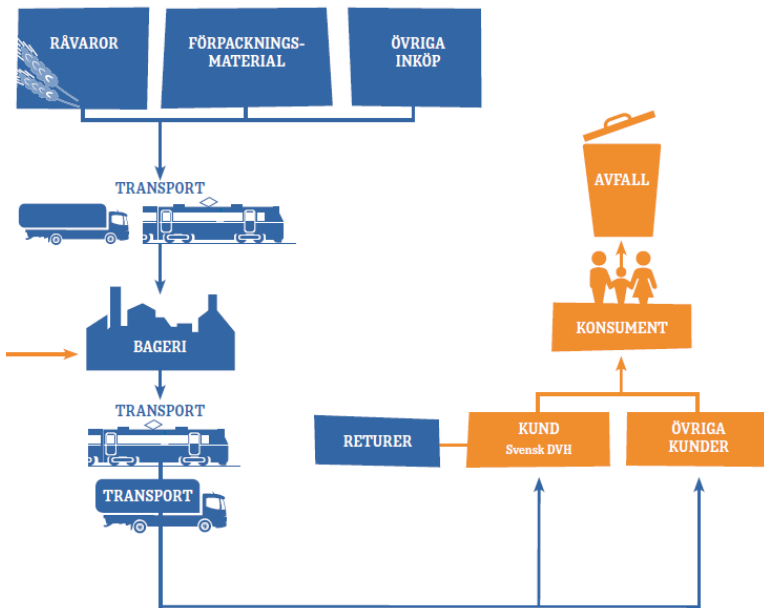 RÅVAROR
FÖRPACKNINGS-
MATERIAL
ÖVRIGA
INKÖP
TRANSPORT
AVFALL
KONSUMENT
BAGERI
TRANSPORT
RETURER
KUND
Svensk DVH
ÖVRIGA
KUNDER
TRANSPORT